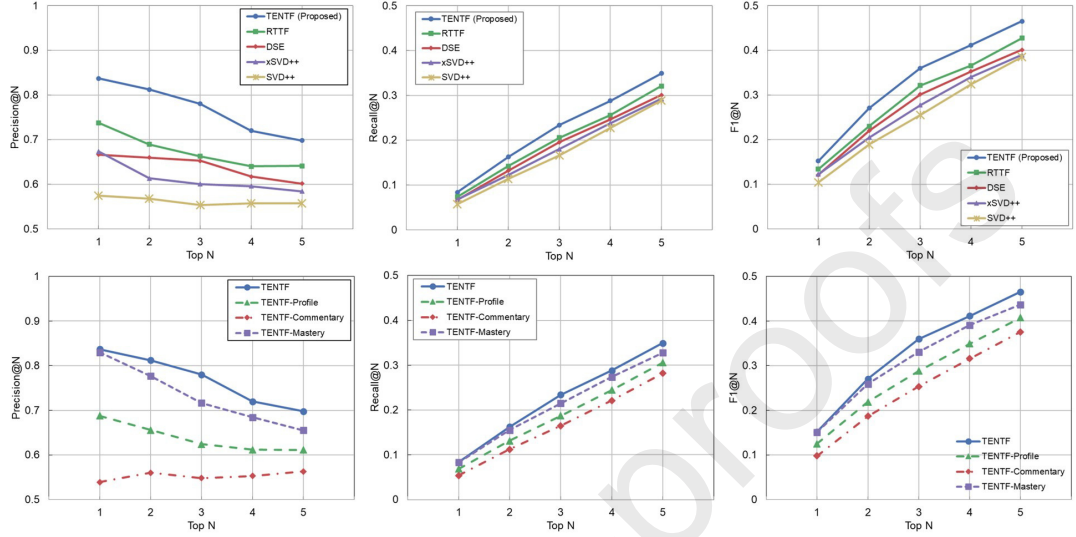 1
0.9
0.8
0.7
0.6
0.5
Precision@N
1
2
3
4
5
Top N
TENTF (Proposed)
RTTF
DSE
xSVD++
SVD++
0.5
0.4
0.3
0.2
0.1
0
Recall@N
1
2
3
4
5
Top N
TENTF (Proposed)
RTTF
DSE
xSVD++
SVD++
0.5
0.4
0.3
0.2
0.1
0
F1@N
1
2
3
4
5
Top N
TENTF (Proposed)
RTTF
DSE
xSVD++
SVD++
1
0.9
0.8
0.7
0.6
0.5
Precision@N
1
2
3
4
5
Top N
TENTF
TENTF-Profile
TENTF-Commentary
TENTF-Mastery
0.5
0.4
0.3
0.2
0.1
0
Recall@N
1
2
3
4
5
Top N
TENTF
TENTF-Profile
TENTF-Commentary
TENTF-Mastery
0.5
0.4
0.3
0.2
0.1
0
F1@N
1
2
3
4
5
Top N
TENTF
TENTF-Profile
TENTF-Commentary
TENTF-Mastery
proofs